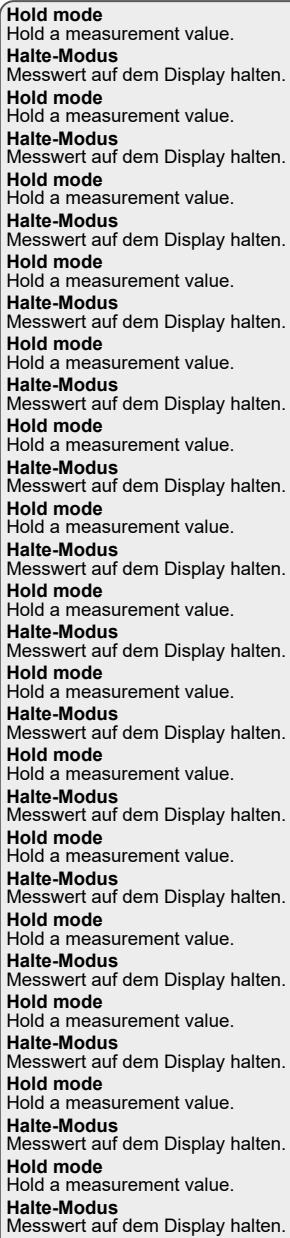 Hold mode
Hold a measurement value.
Halte-Modus
Messwert auf dem Display halten.
Hold mode
Hold a measurement value.
Halte-Modus
Messwert auf dem Display halten.
Hold mode
Hold a measurement value.
Halte-Modus
Messwert auf dem Display halten.
Hold mode
Hold a measurement value.
Halte-Modus
Messwert auf dem Display halten.
Hold mode
Hold a measurement value.
Halte-Modus
Messwert auf dem Display halten.
Hold mode
Hold a measurement value.
Halte-Modus
Messwert auf dem Display halten.
Hold mode
Hold a measurement value.
Halte-Modus
Messwert auf dem Display halten.
Hold mode
Hold a measurement value.
Halte-Modus
Messwert auf dem Display halten.
Hold mode
Hold a measurement value.
Halte-Modus
Messwert auf dem Display halten.
Hold mode
Hold a measurement value.
Halte-Modus
Messwert auf dem Display halten.
Hold mode
Hold a measurement value.
Halte-Modus
Messwert auf dem Display halten.
Hold mode
Hold a measurement value.
Halte-Modus
Messwert auf dem Display halten.
Hold mode
Hold a measurement value.
Halte-Modus
Messwert auf dem Display halten.
Hold mode
Hold a measurement value.
Halte-Modus
Messwert auf dem Display halten.
Hold mode
Hold a measurement value.
Halte-Modus
Messwert auf dem Display halten.